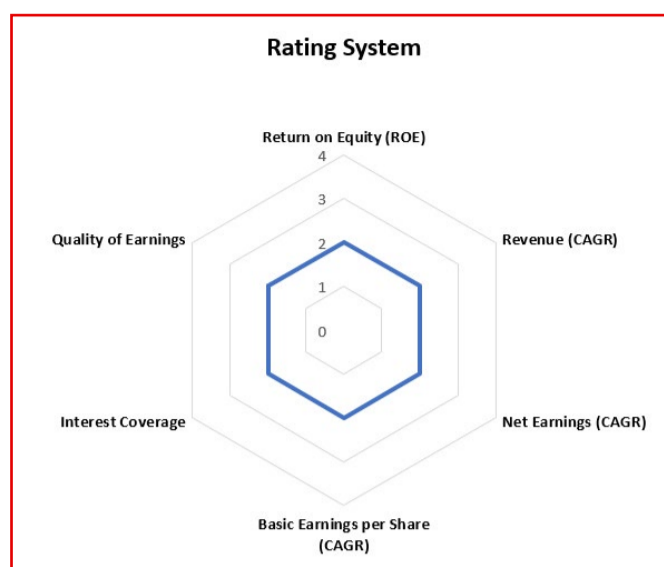 Rating System
Return on Equity (ROE)
4
3
Quality of Earnings
Revenue (CAGR)
2
1
0
Interest Coverage
Net Earnings (CAGR)
Basic Earnings per Share
(CAGR)